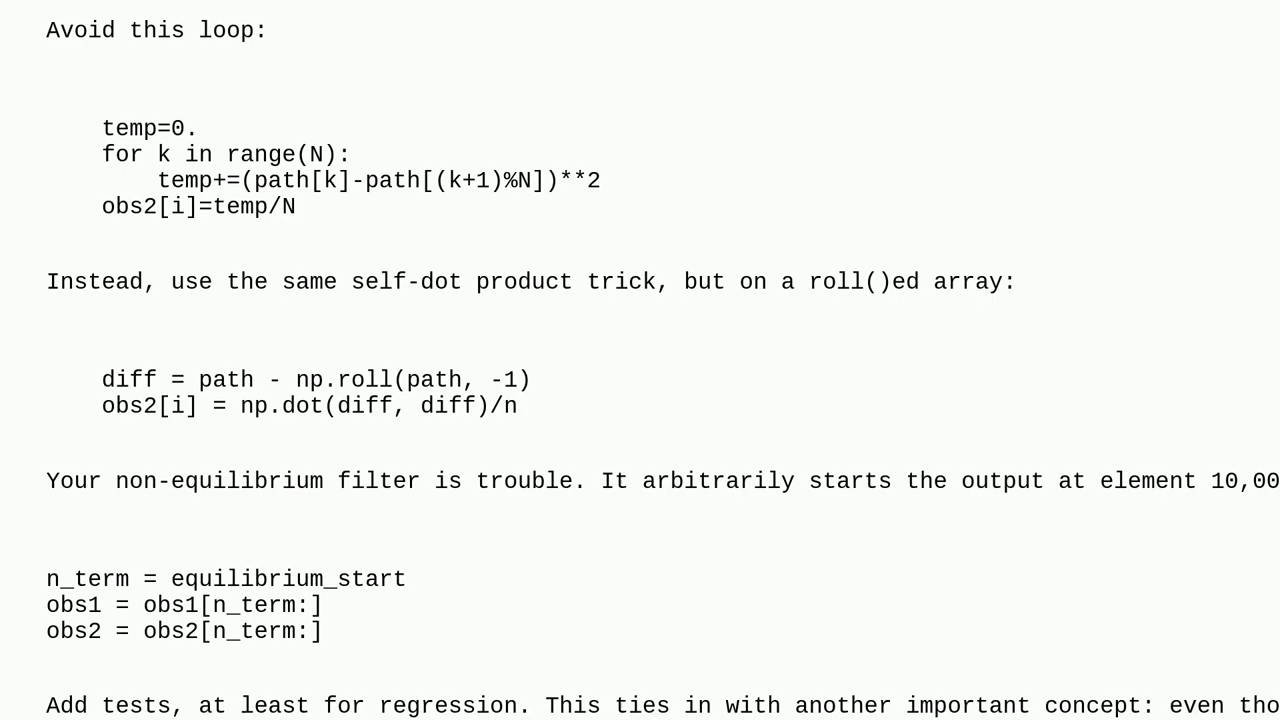 Avoid this loop:
temp=0.
for k in range(N):
temp+=(path[k]-path[(k+1)%N])**2
obs2[i]=temp/N
Instead, use the same self-dot product trick, but on a roll()ed array:
diff = path - np.roll(path, -1)
obs2[i] = np.dot(diff, diff)/n
Your non-equilibrium filter is trouble. It arbitrarily starts the output at element 10,00
n_term = equilibrium_start
obs1 = obs1[n_term:]
obs2 = obs2[n_term:]
Add tests, at least for regression. This ties in with another important concept: even tho